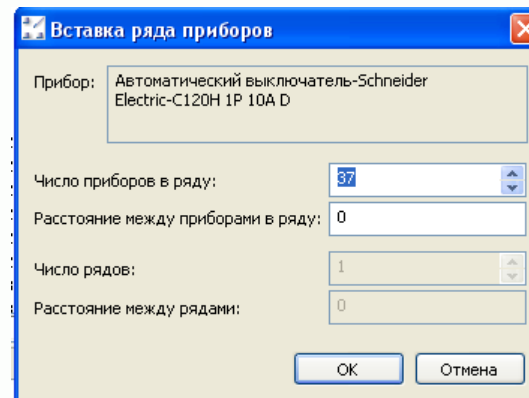 Вставка ряда приборов
Прибор:
Автоматический выключатель-Schneider
Electric-C120H 1P 10A D
Число приборов в ряду: 37
Расстояние между приборами в ряду: 0
Число рядов: 1
Расстояние между рядами: 0
OK Отмена